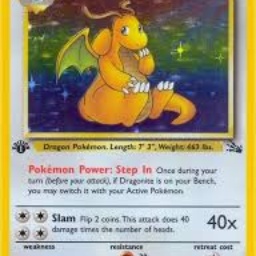 Dragon Pokémon. Length: 7' 3", Weight: 463 lbs.
Pokémon Power: Step In Once during your
turn (before your attack), if Dragonite is on your Bench,
you may switch it with your Active Pokémon.
Slam Flip 2 coins. This attack does 40
damage times the number of heads.
40x
weakness resistance retreat cost